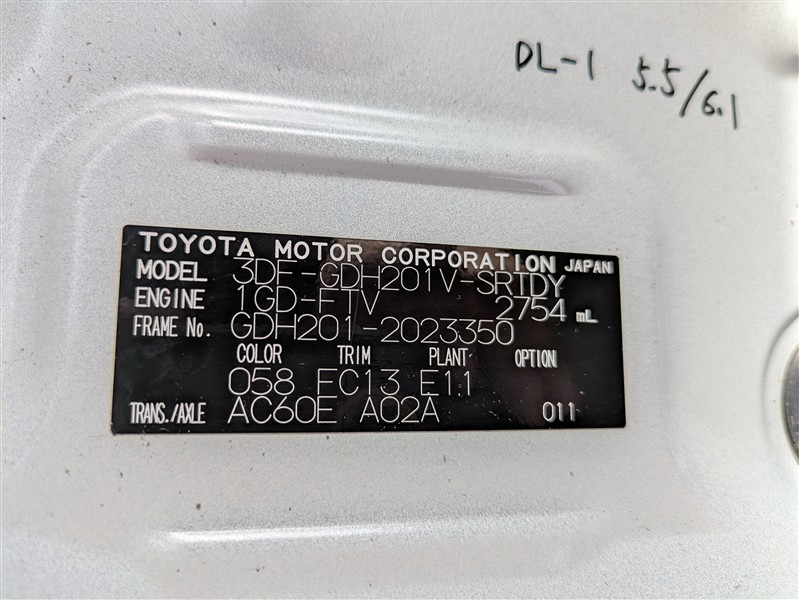 DL-1 5.5/6.1
TOYOTA MOTOR CORPORATION JAPAN
MODEL 3DF-GDH201V-SRTDY
ENGINE 1GD-FTV 2754 mL
FRAME No. GDH201-2023350
COLOR TRIM PLANT OPTION
058 FC13 E11
TRANS./AXLE AC60E A02A 011